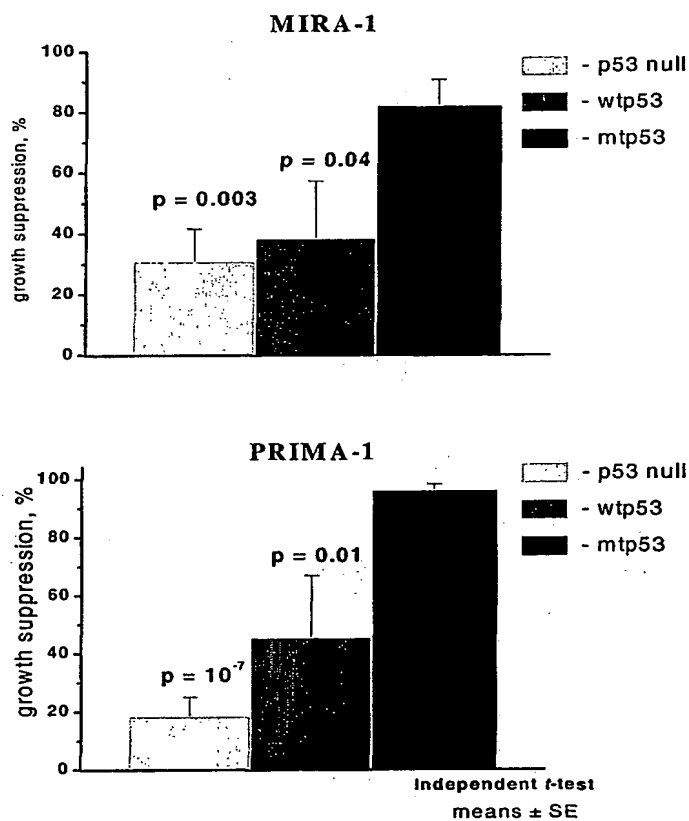 MIRA-1
100
80
60
40
20
0
growth suppression, %
p = 0.003
p = 0.04
- p53 null
- wtp53
- mtp53
PRIMA-1
100
80
60
40
20
0
growth suppression, %
p = 10-7
p = 0.01
- p53 null
- wtp53
- mtp53
Independent t-test
means ± SE